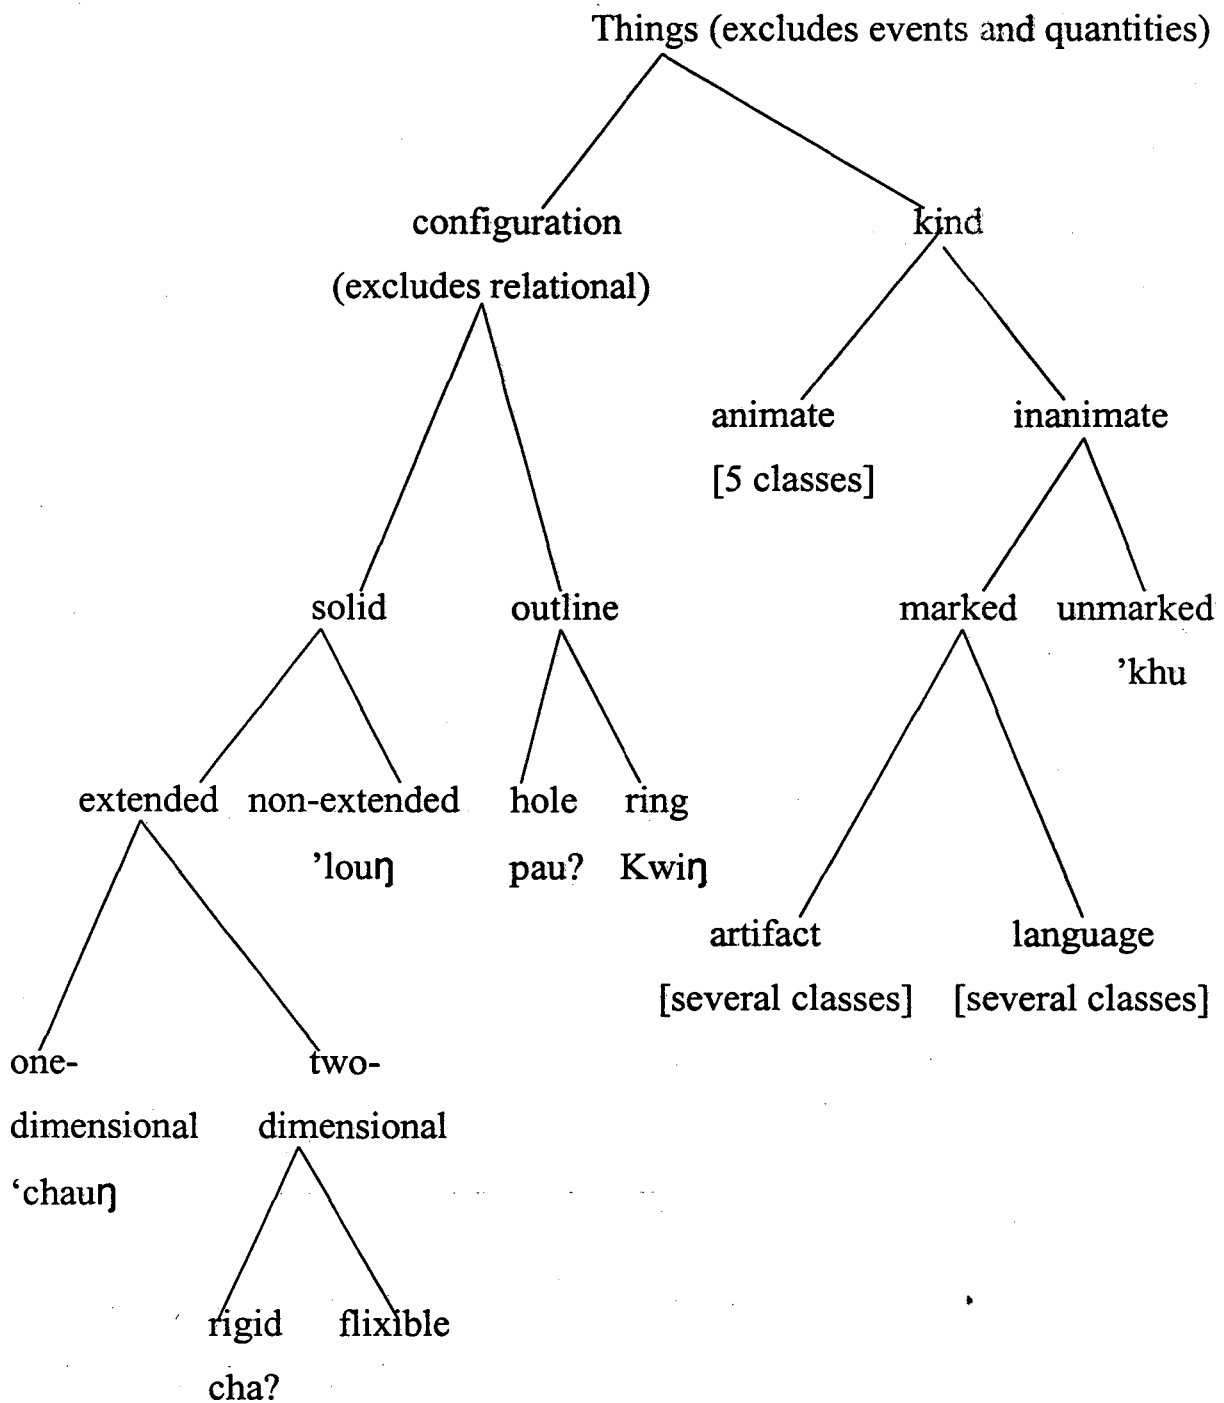 Things (excludes events and quantities)
configuration kind
(excludes relational)
animate inanimate
[5 classes]
solid outline marked unmarked
’khu
extended non-extended hole ring
’louŋ pau? Kwiŋ
artifact language
[several classes] [several classes]
one- two-
dimensional dimensional
‘chauŋ
rigid flixible
cha?